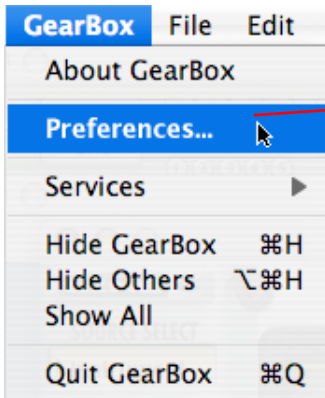 GearBox File Edit
About GearBox
Preferences...
Services
Hide GearBox ⌘H
Hide Others ⌥⌘H
Show All
Quit GearBox ⌘Q